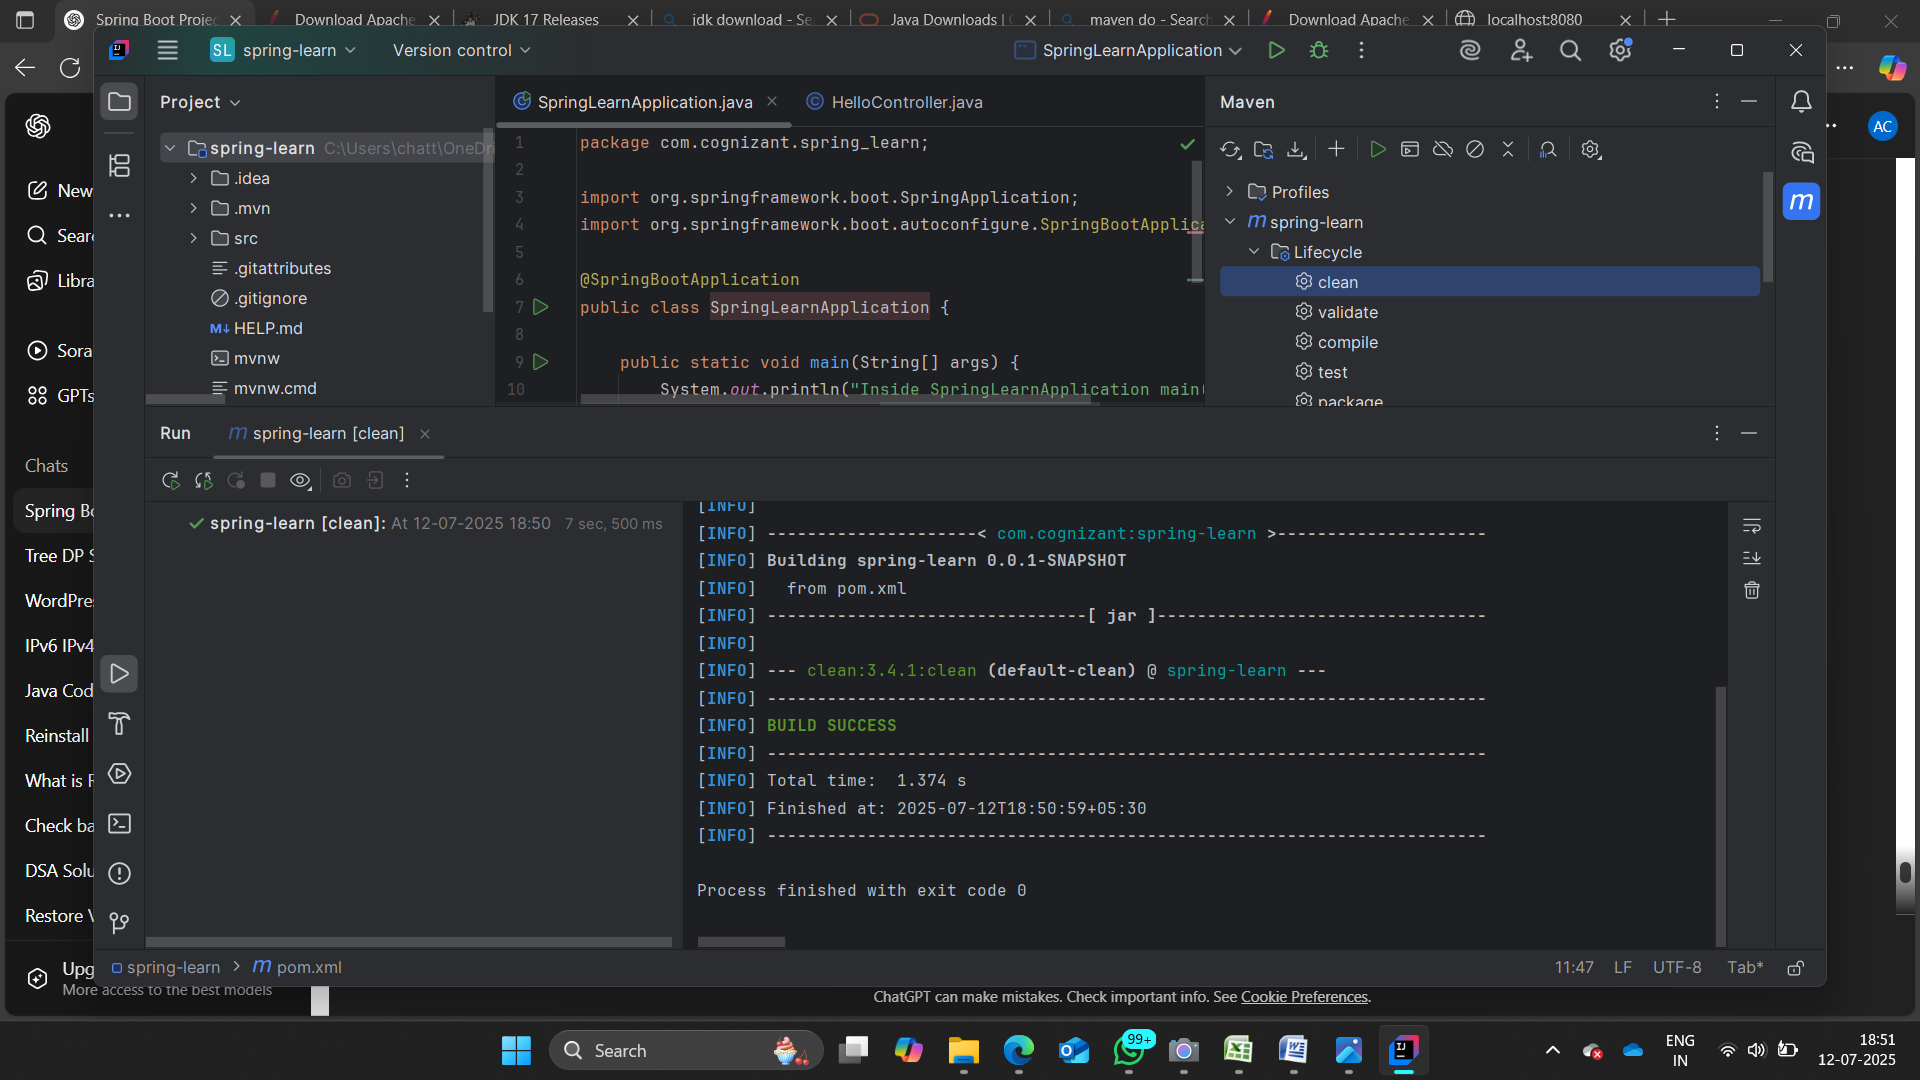 Spring Boot Projec
Download Apache
JDK 17 Releases
jdk download - Se
Java Downloads |
maven do - Search
Download Apache
localhost:8080
SL spring-learn
Version control
SpringLearnApplication
Project
SpringLearnApplication.java
HelloController.java
Maven
AC
spring-learn C:\Users\chatt\OneDri
.idea
.mvn
src
.gitattributes
.gitignore
M↓ HELP.md
mvnw
mvnw.cmd
1 package com.cognizant.spring_learn;
2
3 import org.springframework.boot.SpringApplication;
4 import org.springframework.boot.autoconfigure.SpringBootApplica
5
6 @SpringBootApplication
7 public class SpringLearnApplication {
8
9 public static void main(String[] args) {
10 System.out.println("Inside SpringLearnApplication main(
Profiles
m spring-learn
Lifecycle
clean
validate
compile
test
package
m
New
Sear
Libra
Sora
GPTs
Chats
Spring Bo
Tree DP S
WordPre
IPv6 IPv4
Java Cod
Reinstall
What is R
Check ba
DSA Solu
Restore V
Upg
More access to the best models
Run
m spring-learn [clean]
spring-learn [clean]: At 12-07-2025 18:50 7 sec, 500 ms
[INFO]
[INFO] ----------------------< com.cognizant:spring-learn >---------------------
[INFO] Building spring-learn 0.0.1-SNAPSHOT
[INFO]   from pom.xml
[INFO] --------------------------------[ jar ]---------------------------------
[INFO]
[INFO] --- clean:3.4.1:clean (default-clean) @ spring-learn ---
[INFO] ------------------------------------------------------------------------
[INFO] BUILD SUCCESS
[INFO] ------------------------------------------------------------------------
[INFO] Total time:  1.374 s
[INFO] Finished at: 2025-07-12T18:50:59+05:30
[INFO] ------------------------------------------------------------------------
Process finished with exit code 0
spring-learn > m pom.xml
11:47 LF UTF-8 Tab*
ChatGPT can make mistakes. Check important info. See Cookie Preferences.
Search
99+
ENG
IN
18:51
12-07-2025